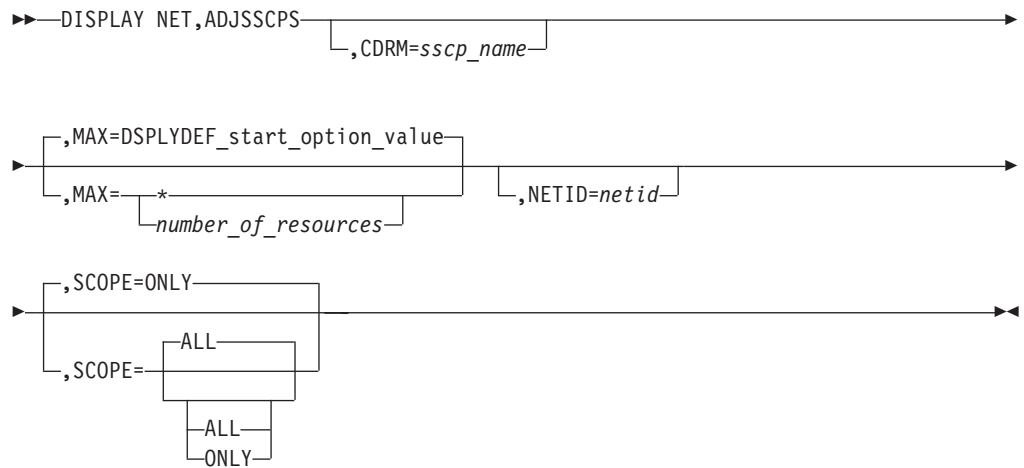 DISPLAY NET,ADJSSCPS
,CDRM=sscp_name
,MAX=DSPLYDEF_start_option_value
,MAX= *
number_of_resources
,NETID=netid
,SCOPE=ONLY
,SCOPE=
ALL
ALL
ONLY